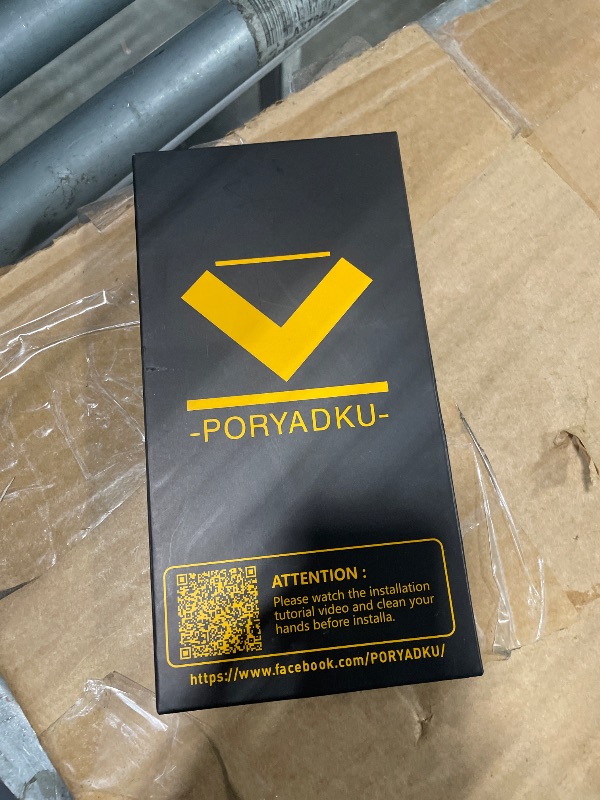 -PORYADKU-
ATTENTION :
Please watch the installation
tutorial video and clean your
hands before installa.
https://www.facebook.com/PORYADKU/